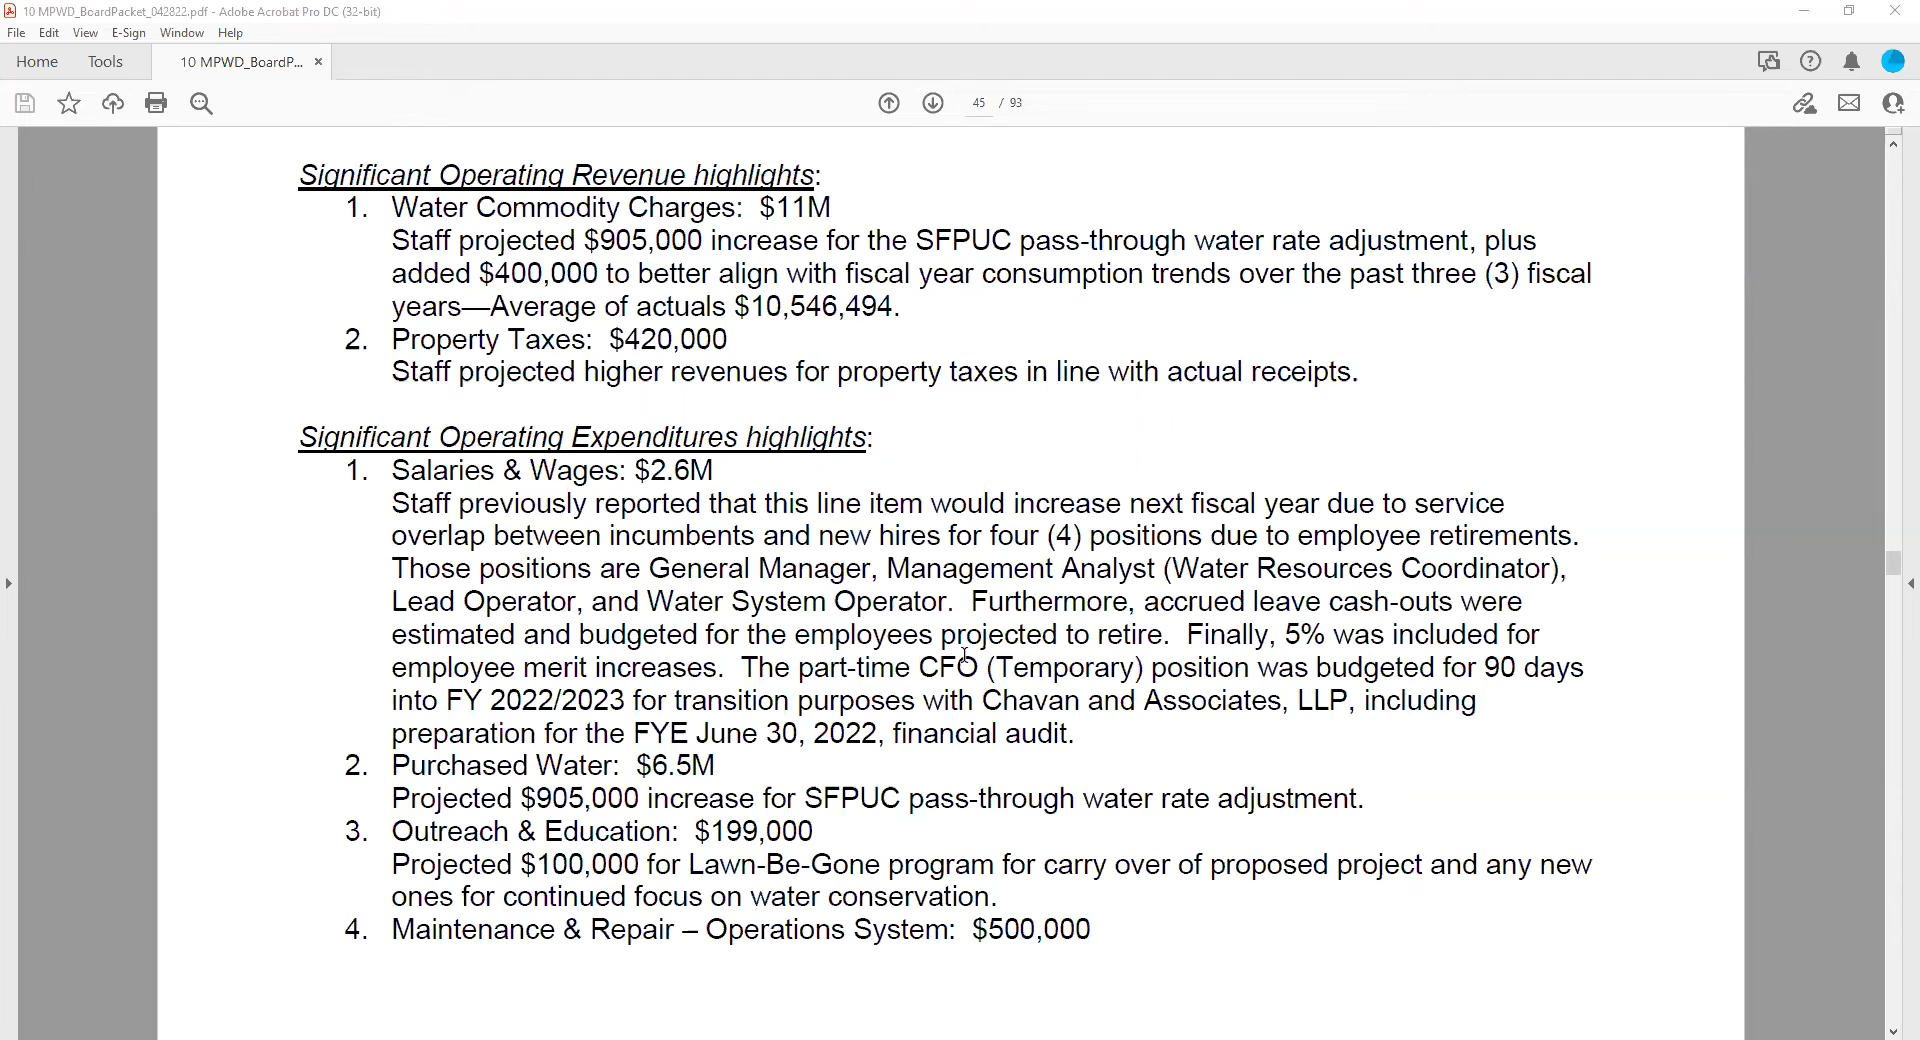 10 MPWD_BoardPacket_042822.pdf - Adobe Acrobat Pro DC (32-bit)
File Edit View E-Sign Window Help
Home Tools 10 MPWD_BoardP... ×
45 / 93
Significant Operating Revenue highlights:
1. Water Commodity Charges: $11M
Staff projected $905,000 increase for the SFPUC pass-through water rate adjustment, plus
added $400,000 to better align with fiscal year consumption trends over the past three (3) fiscal
years—Average of actuals $10,546,494.
2. Property Taxes: $420,000
Staff projected higher revenues for property taxes in line with actual receipts.
Significant Operating Expenditures highlights:
1. Salaries & Wages: $2.6M
Staff previously reported that this line item would increase next fiscal year due to service
overlap between incumbents and new hires for four (4) positions due to employee retirements.
Those positions are General Manager, Management Analyst (Water Resources Coordinator),
Lead Operator, and Water System Operator. Furthermore, accrued leave cash-outs were
estimated and budgeted for the employees projected to retire. Finally, 5% was included for
employee merit increases. The part-time CFO (Temporary) position was budgeted for 90 days
into FY 2022/2023 for transition purposes with Chavan and Associates, LLP, including
preparation for the FYE June 30, 2022, financial audit.
2. Purchased Water: $6.5M
Projected $905,000 increase for SFPUC pass-through water rate adjustment.
3. Outreach & Education: $199,000
Projected $100,000 for Lawn-Be-Gone program for carry over of proposed project and any new
ones for continued focus on water conservation.
4. Maintenance & Repair – Operations System: $500,000